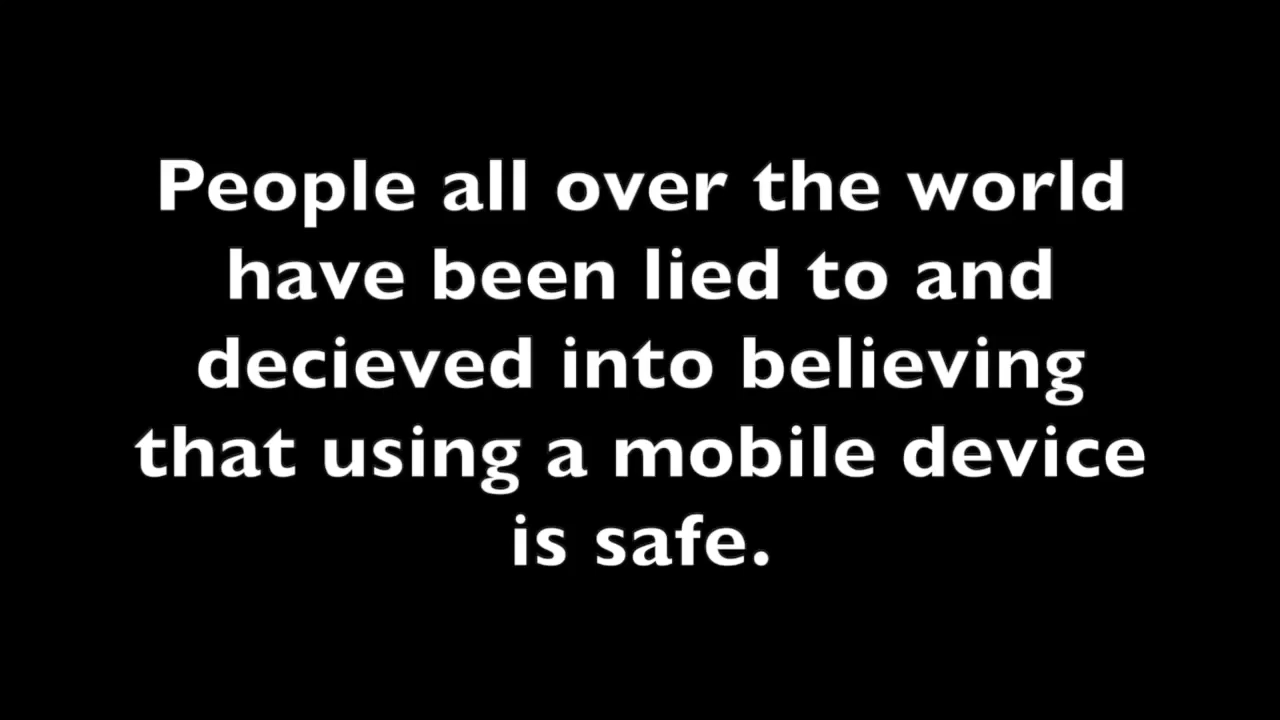 People all over the world
have been lied to and
decieved into believing
that using a mobile device
is safe.